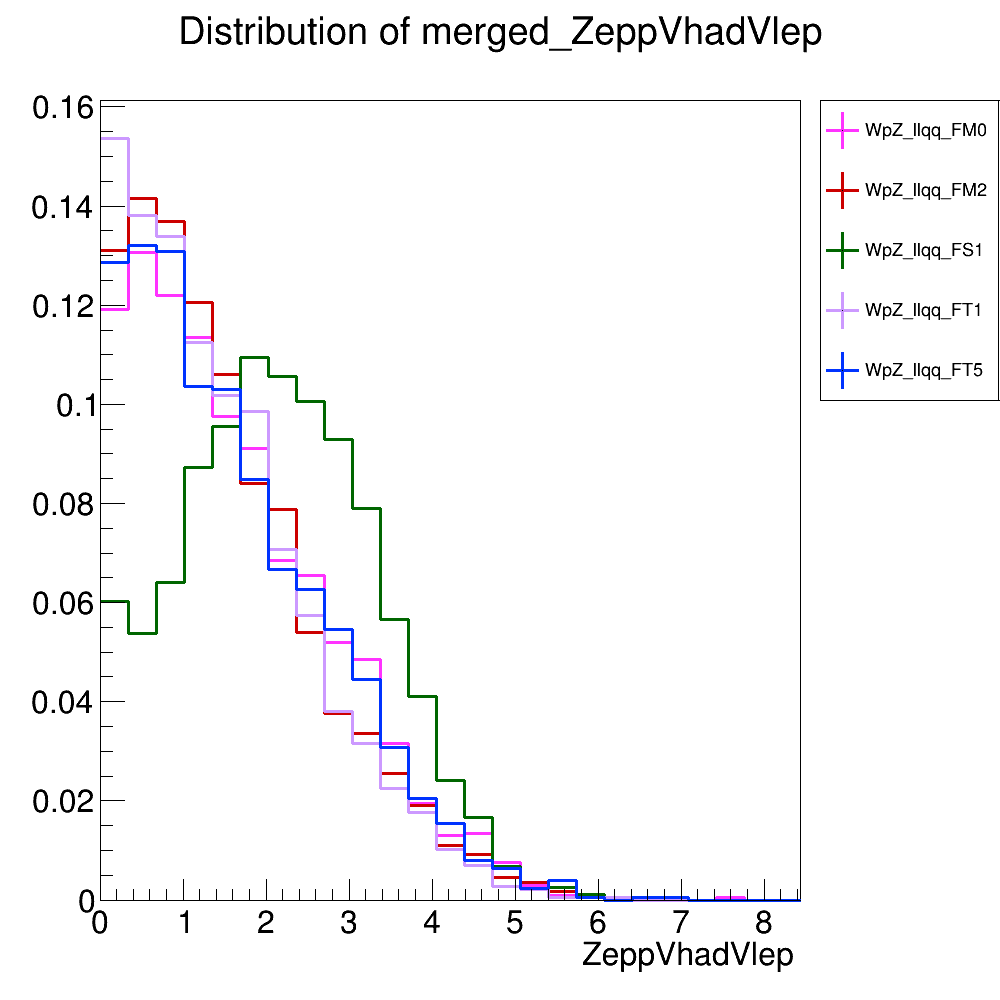 Distribution of merged_ZeppVhadVlep
0.16
0.14
0.12
0.1
0.08
0.06
0.04
0.02
0
0 1 2 3 4 5 6 7 8
ZeppVhadVlep
WpZ_llqq_FM0
WpZ_llqq_FM2
WpZ_llqq_FS1
WpZ_llqq_FT1
WpZ_llqq_FT5